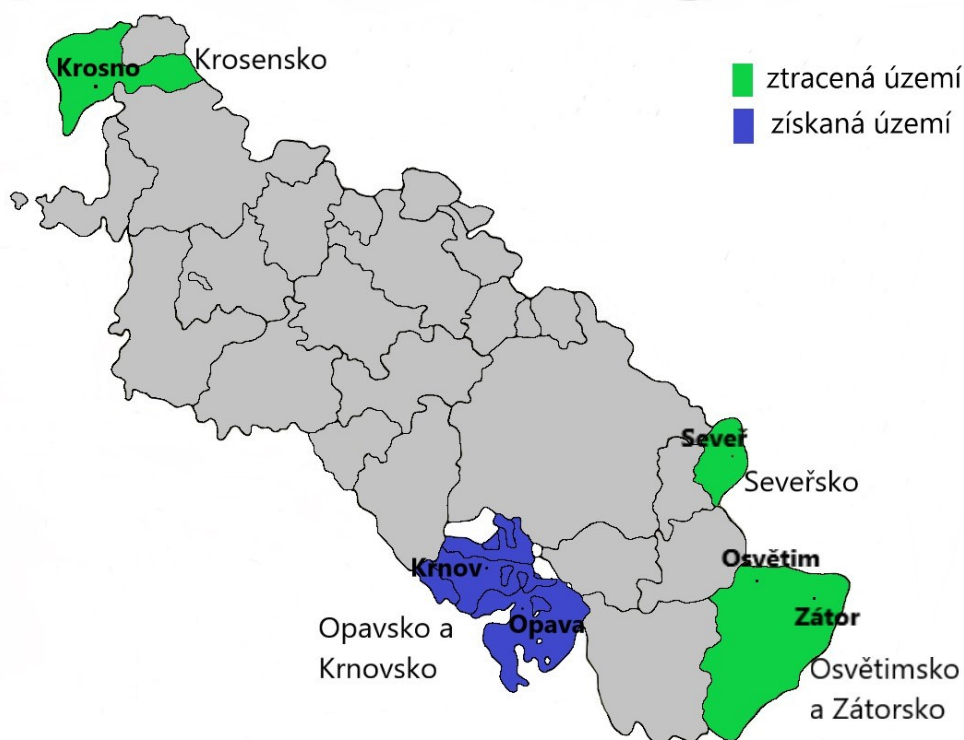 Krosno
Krosensko
ztracená území
získaná území
Seveř
Seveřsko
Osvětim
Krnov
Zátor
Opava
Opavsko a
Krnovsko
Osvětimsko
a Zátorsko